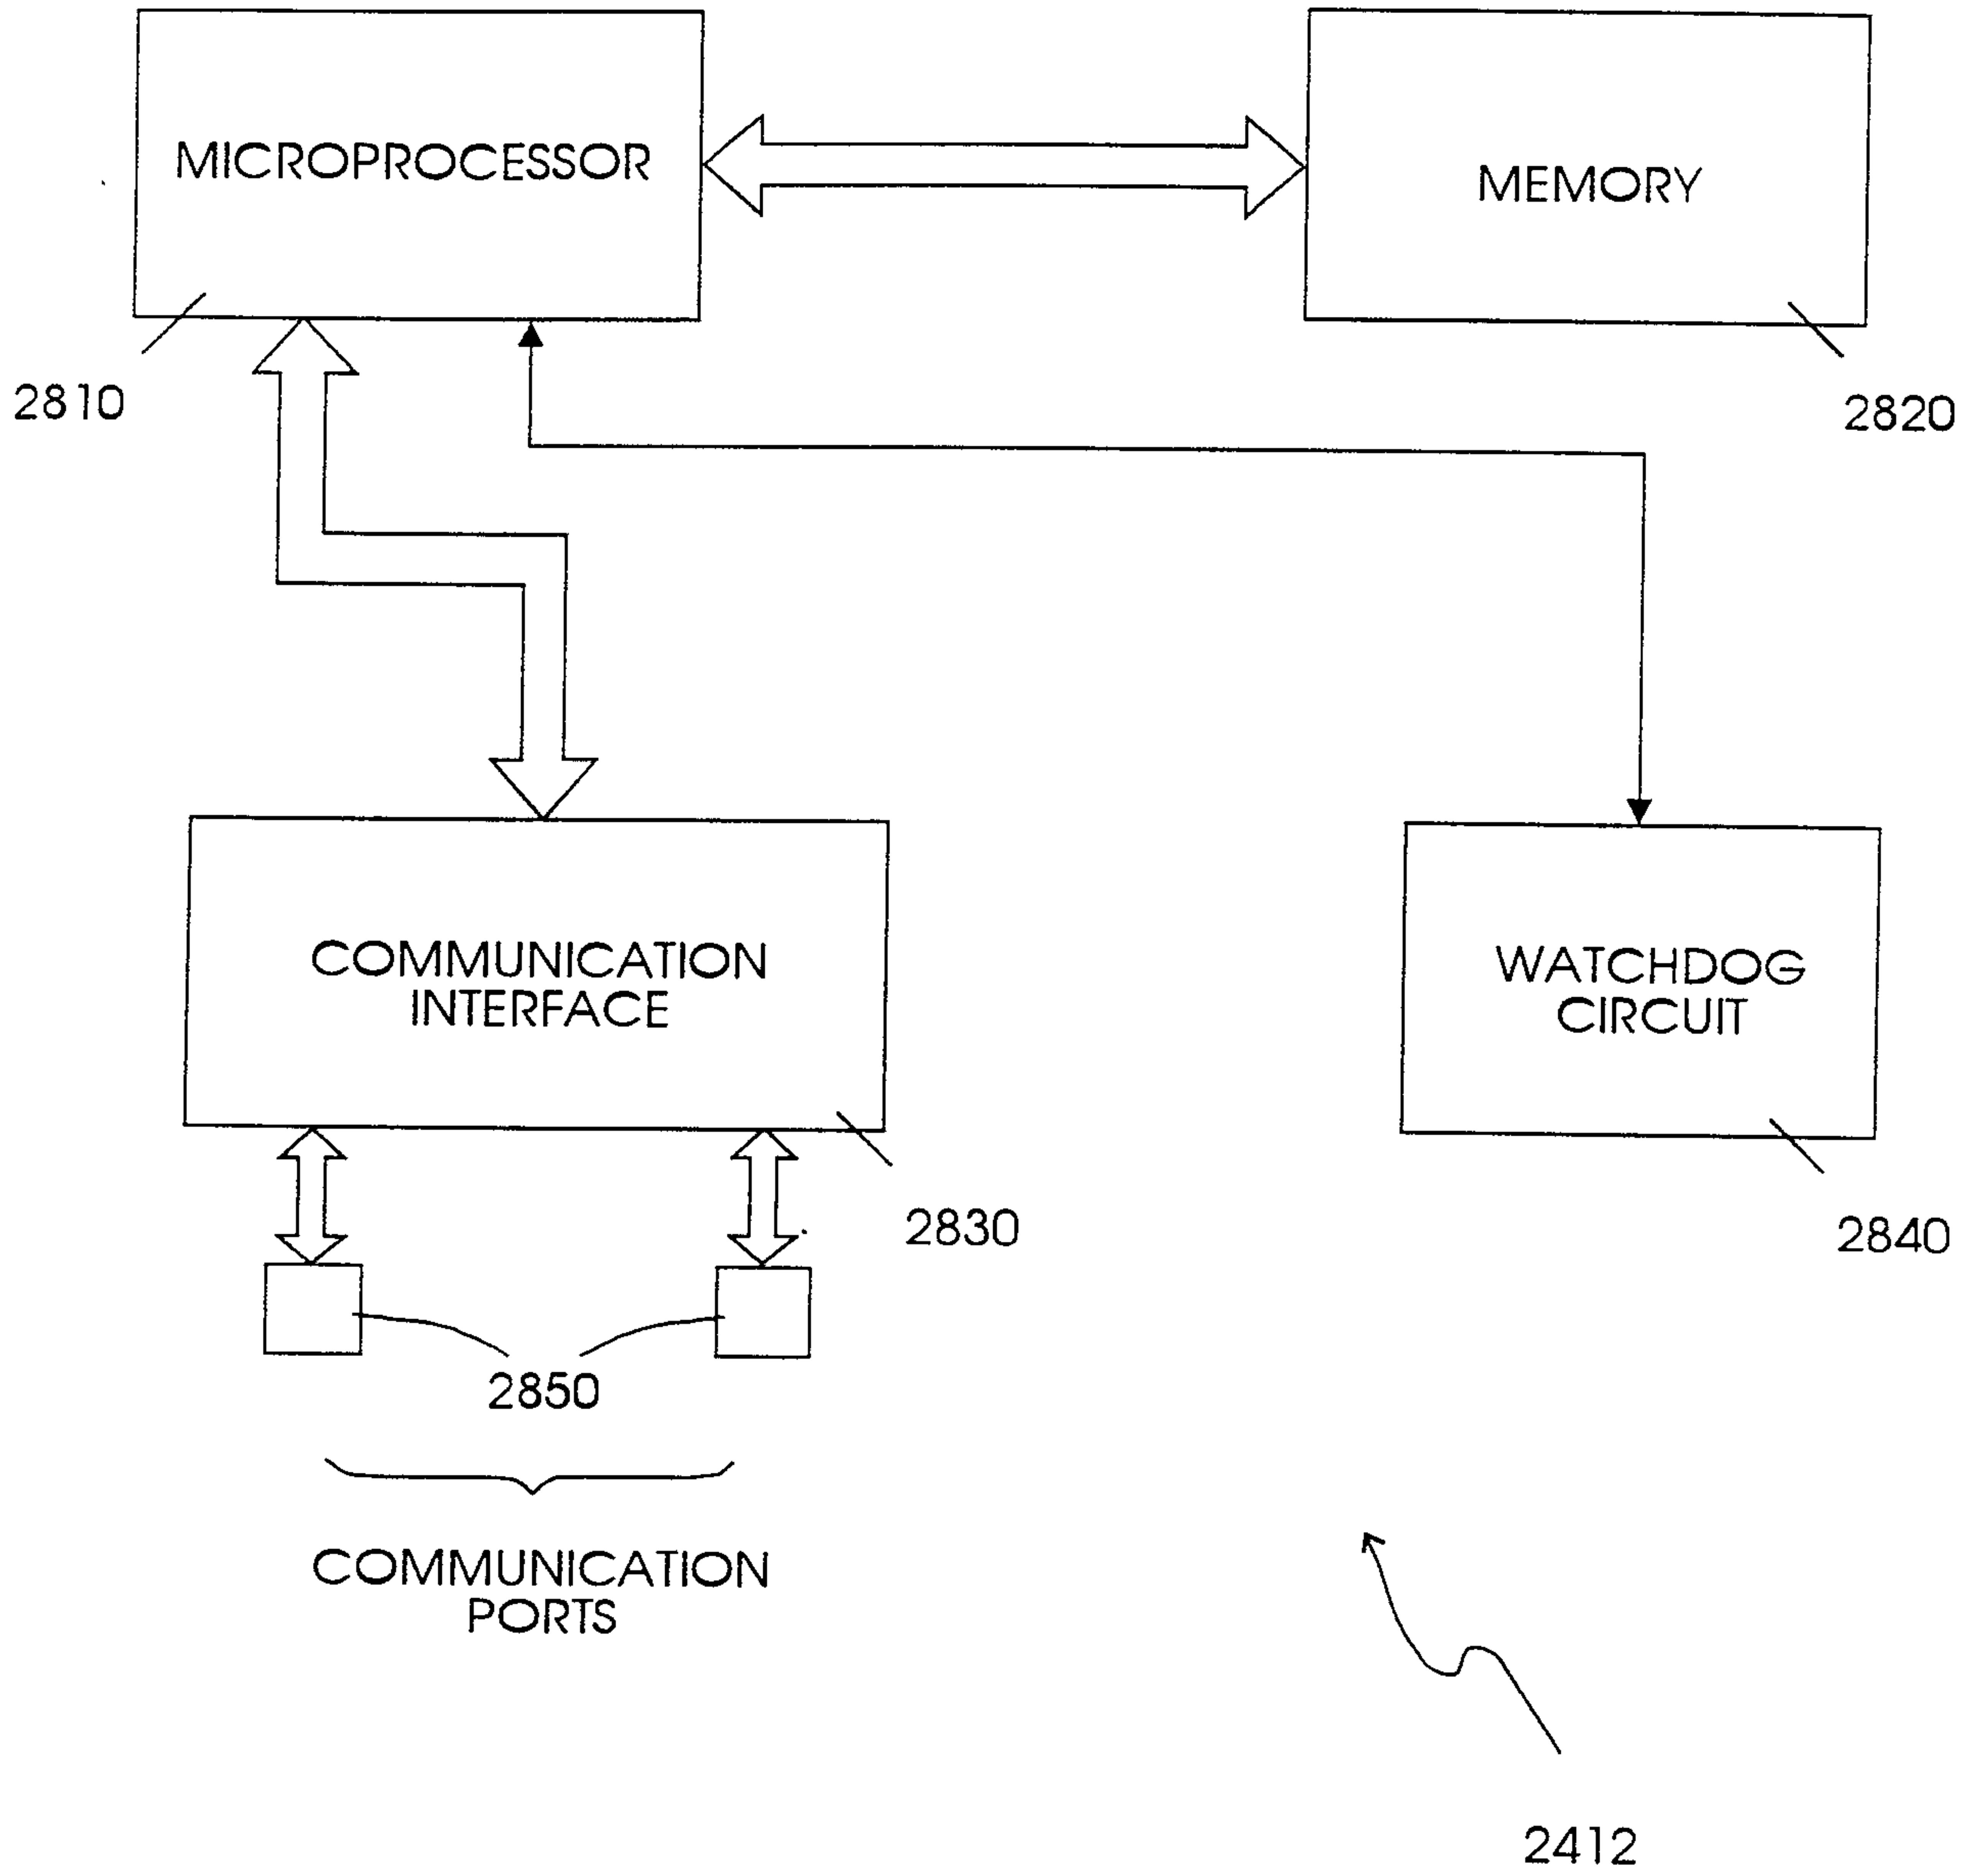 MICROPROCESSOR
MEMORY
2810
2820
COMMUNICATION
INTERFACE
WATCHDOG
CIRCUIT
2830
2840
2850
COMMUNICATION
PORTS
2412